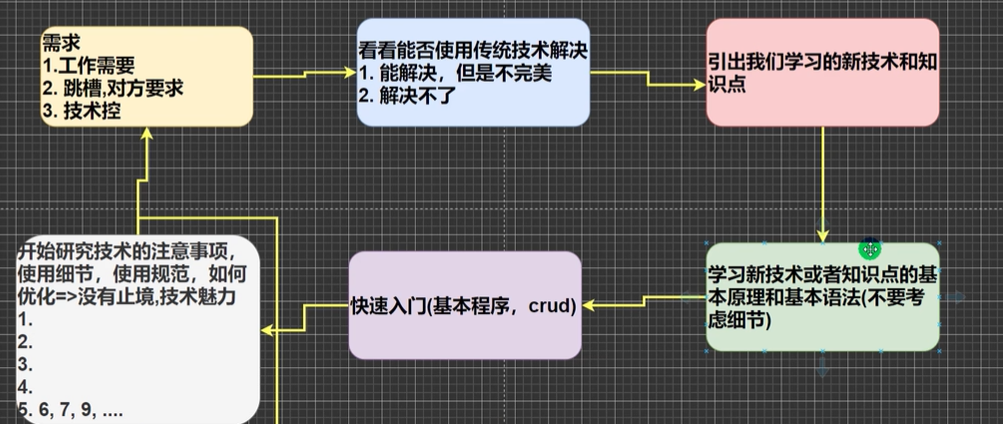 需求
1.工作需要
2. 跳槽,对方要求
3. 技术控
看看能否使用传统技术解决
1. 能解决，但是不完美
2. 解决不了
引出我们学习的新技术和知
识点
学习新技术或者知识点的基
本原理和基本语法(不要考
虑细节)
快速入门(基本程序，crud)
开始研究技术的注意事项，
使用细节，使用规范，如何
优化=>没有止境,技术魅力
1.
2.
3.
4.
5. 6, 7, 9, ....